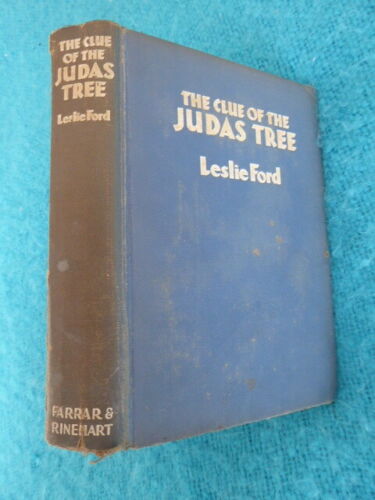 THE CLUE
OF THE
JUDAS
TREE
Leslie Ford
FARRAR &
RINEHART
THE CLUE OF THE
JUDAS TREE
Leslie Ford